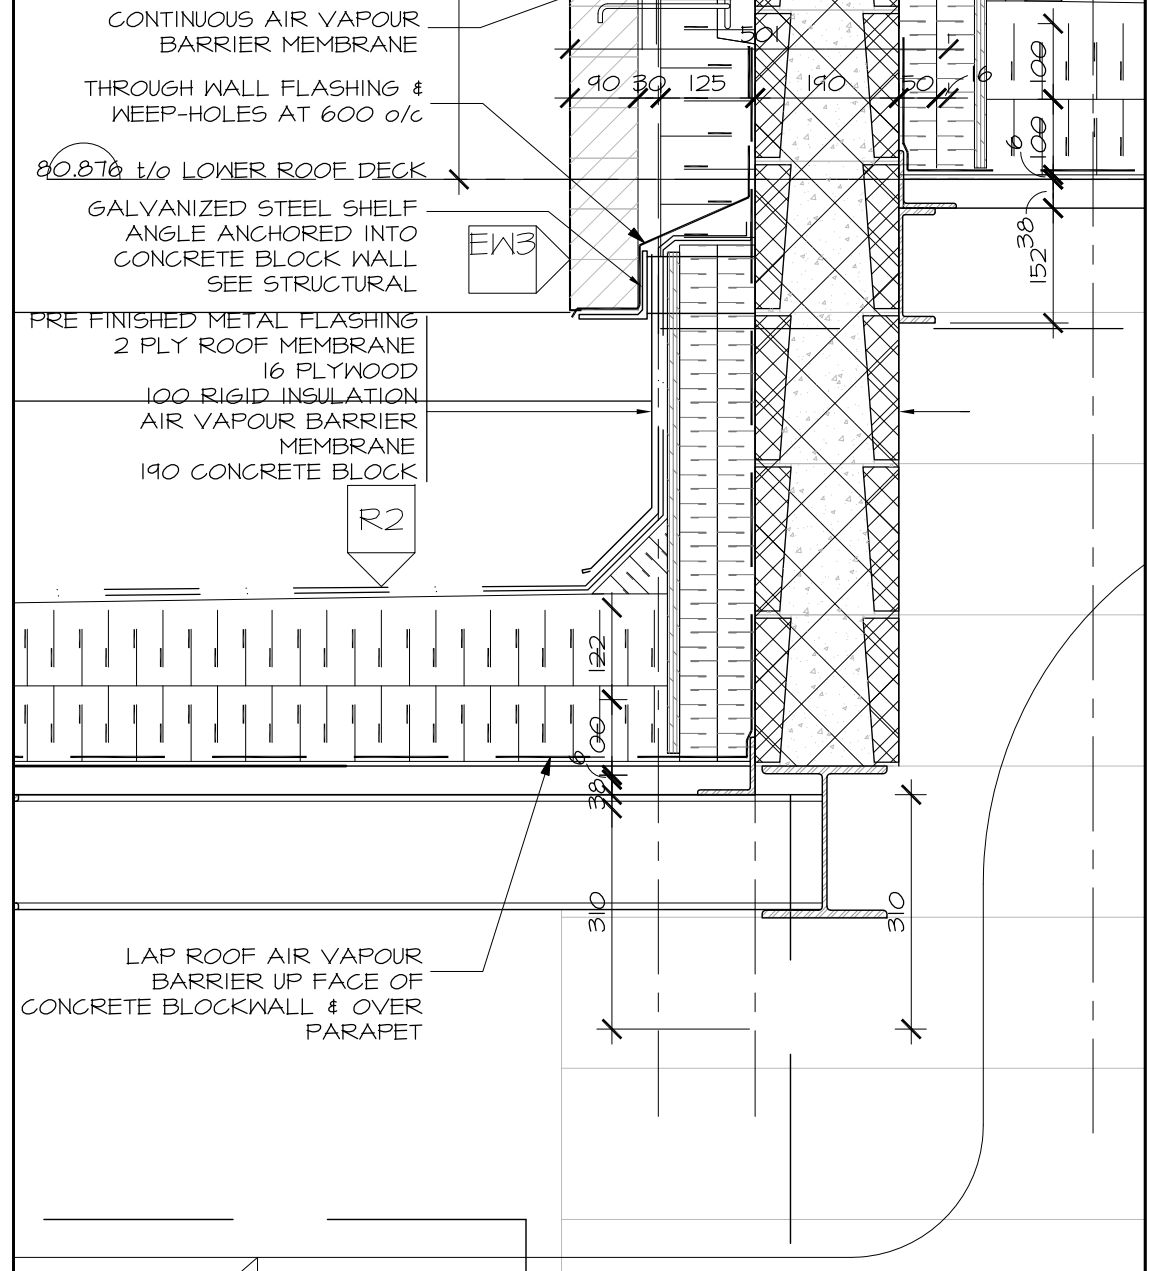 CONTINUOUS AIR VAPOUR
BARRIER MEMBRANE
THROUGH WALL FLASHING &
WEEP-HOLES AT 600 o/c
80.876 t/o LOWER ROOF DECK
GALVANIZED STEEL SHELF
ANGLE ANCHORED INTO
CONCRETE BLOCK WALL
SEE STRUCTURAL
EW3
PRE FINISHED METAL FLASHING
2 PLY ROOF MEMBRANE
16 PLYWOOD
100 RIGID INSULATION
AIR VAPOUR BARRIER
MEMBRANE
190 CONCRETE BLOCK
R2
501
90 30 125 190 50 16
100
6 100
38
152
122
100
6
38
310
310
LAP ROOF AIR VAPOUR
BARRIER UP FACE OF
CONCRETE BLOCKWALL & OVER
PARAPET